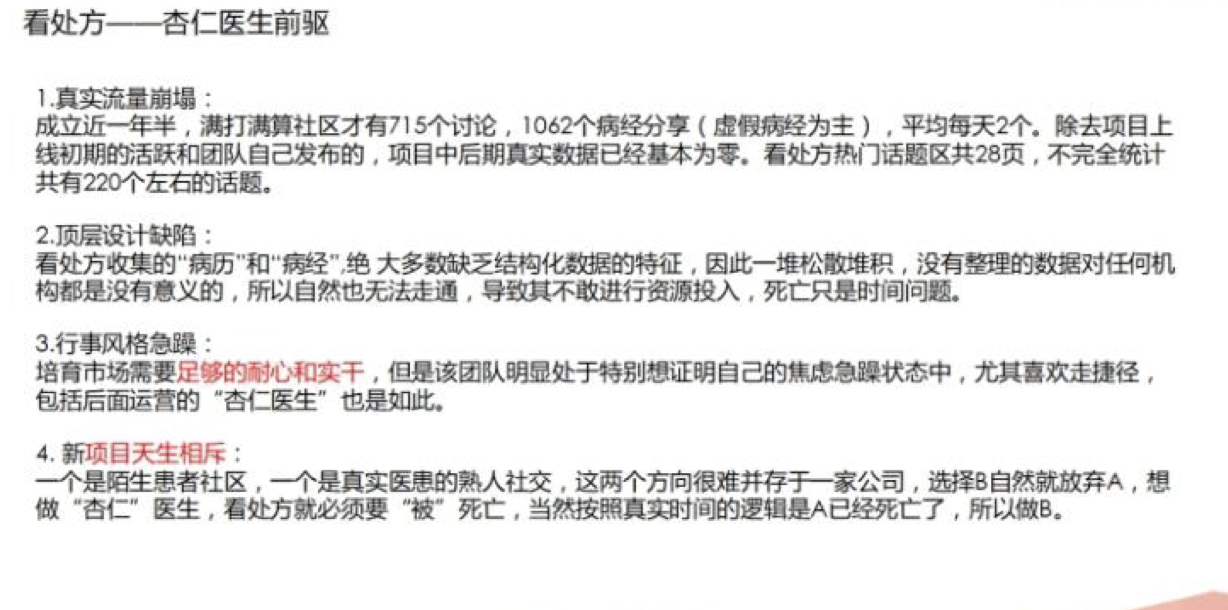 看处方——杏仁医生前驱
1.真实流量崩塌：
成立近一年半，满打满算社区才有715个讨论，1062个病经分享（虚假病经为主），平均每天2个。除去项目上
线初期的活跃和团队自己发布的，项目中后期真实数据已经基本为零。看处方热门话题区共28页，不完全统计
共有220个左右的话题。
2.顶层设计缺陷：
看处方收集的“病历”和“病经”,绝 大多数缺乏结构化数据的特征，因此一堆松散堆积，没有整理的数据对任何机
构都是没有意义的，所以自然也无法走通，导致其不敢进行资源投入，死亡只是时间问题。
3.行事风格急躁：
培育市场需要足够的耐心和实干，但是该团队明显处于特别想证明自己的焦虑急躁状态中，尤其喜欢走捷径，
包括后面运营的“杏仁医生”也是如此。
4. 新项目天生相斥：
一个是陌生患者社区，一个是真实医患的熟人社交，这两个方向很难并存于一家公司，选择B自然就放弃A，想
做“杏仁”医生，看处方就必须要“被”死亡，当然按照真实时间的逻辑是A已经死亡了，所以做B。